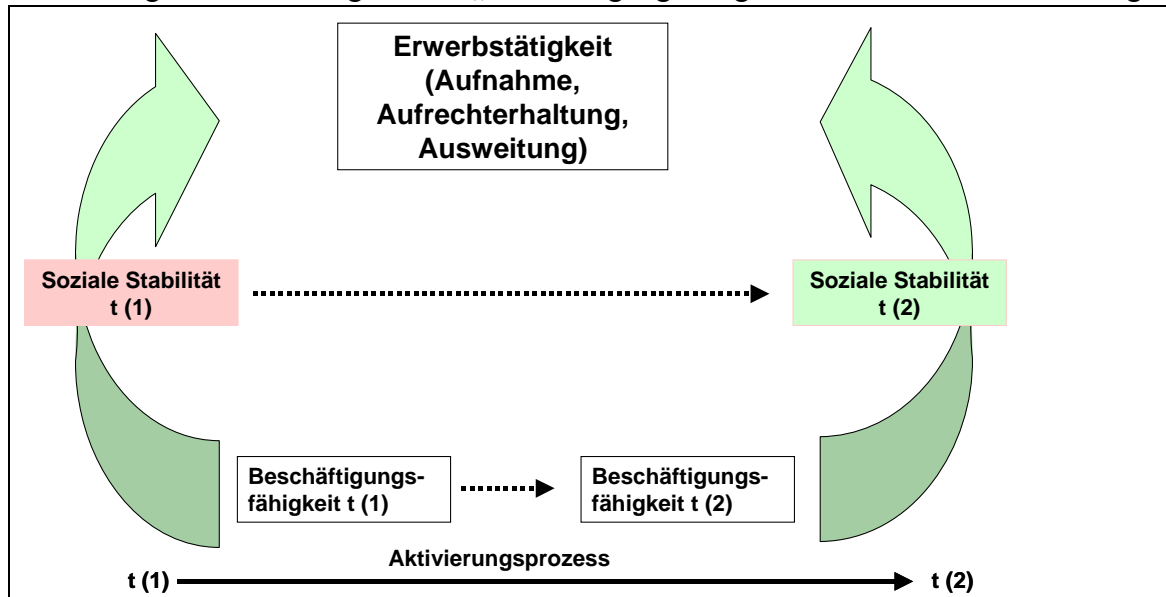 Erwerbstätigkeit
(Aufnahme,
Aufrechterhaltung,
Ausweitung)
Soziale Stabilität
t (1)
Soziale Stabilität
t (2)
Beschäftigungs-
fähigkeit t (1)
Beschäftigungs-
fähigkeit t (2)
Aktivierungsprozess
t (1)
t (2)